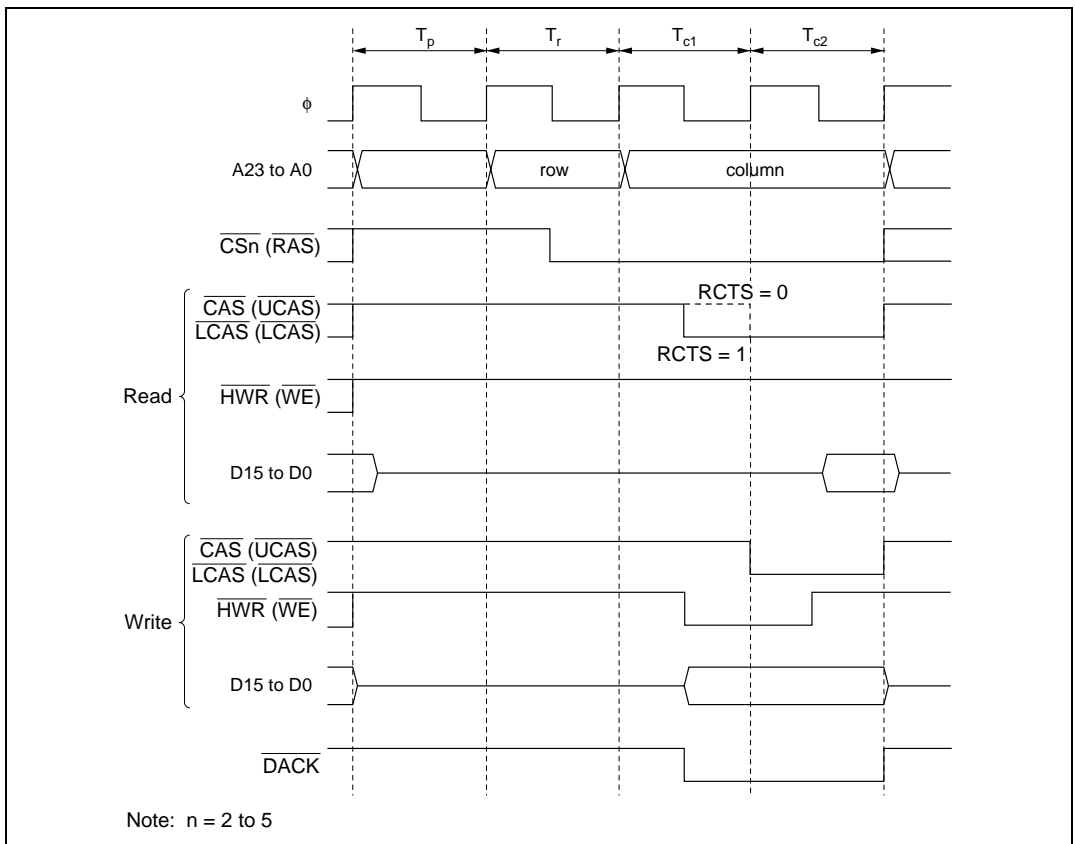 Tp Tr Tc1 Tc2
φ
A23 to A0 row column
CSn (RAS)
CAS (UCAS) RCTS = 0
LCAS (LCAS)
RCTS = 1
Read HWR (WE)
D15 to D0
CAS (UCAS)
LCAS (LCAS)
HWR (WE)
Write
D15 to D0
DACK
Note: n = 2 to 5